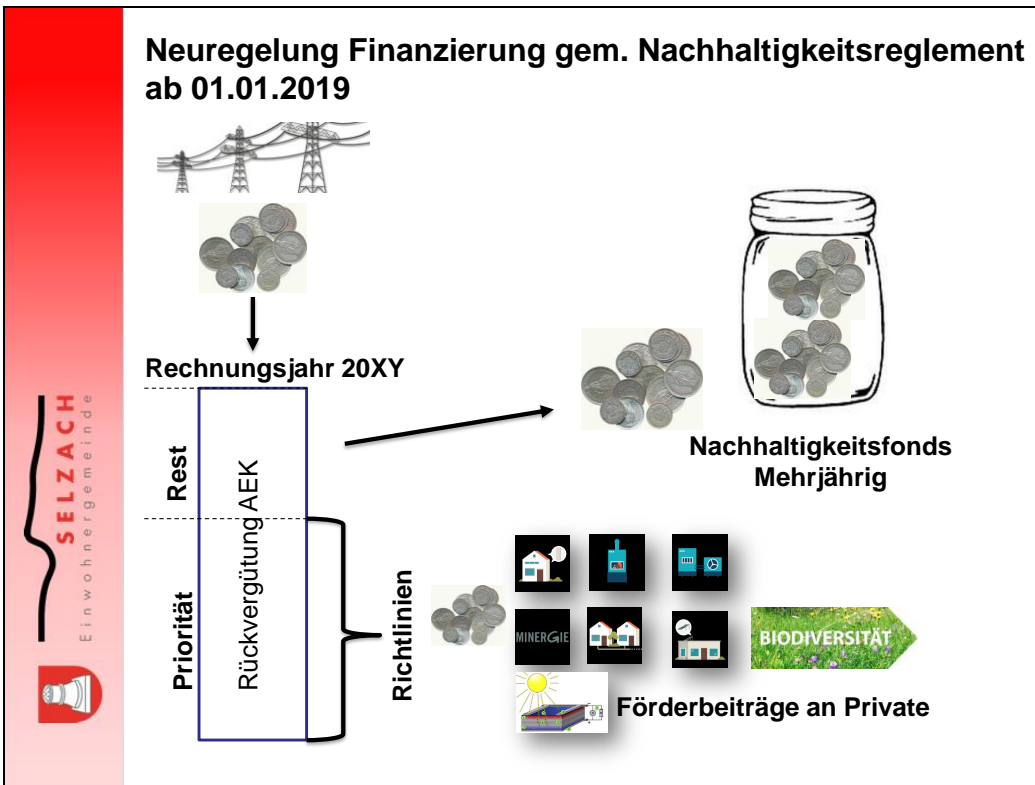 Neuregelung Finanzierung gem. Nachhaltigkeitsreglement
ab 01.01.2019
Rechnungsjahr 20XY
Rest
Priorität
Rückvergütung AEK
Richtlinien
Nachhaltigkeitsfonds
Mehrjährig
MINERGIE
BIODIVERSITÄT
Förderbeiträge an Private
SELZACH
Einwohnergemeinde